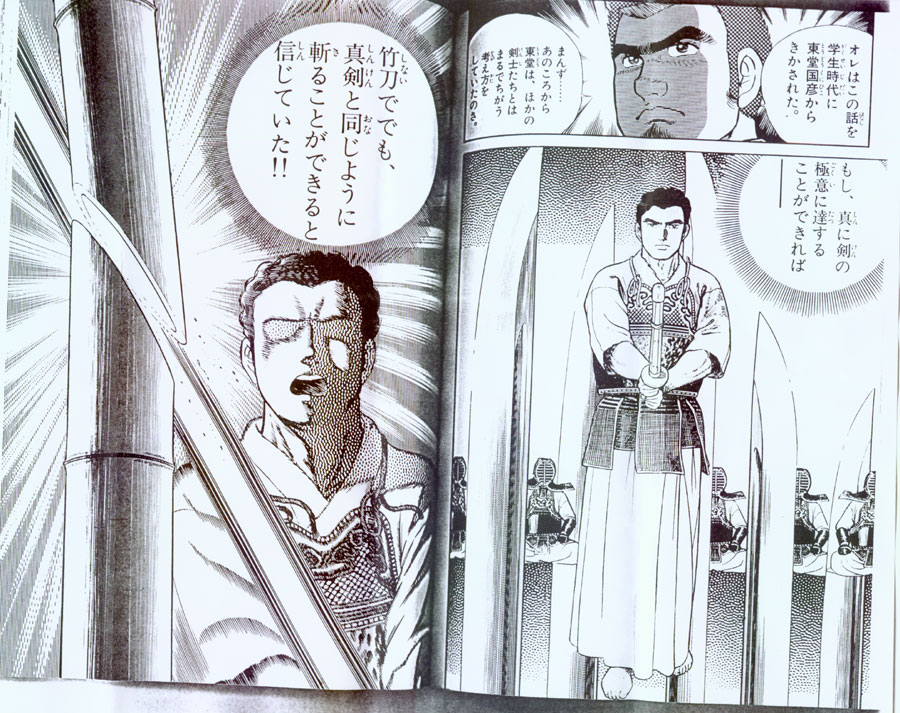 オレはこの話を
学生時代に
東堂国彦から
きかされた。
まんず……
あのころから
東堂は、ほかの
剣士たちとは
まるでちがう
考え方を
していたのさ。
もし、真に剣の
極意に達する
ことができれば
竹刀ででも、
真剣と同じように
斬ることができると
信じていた!!